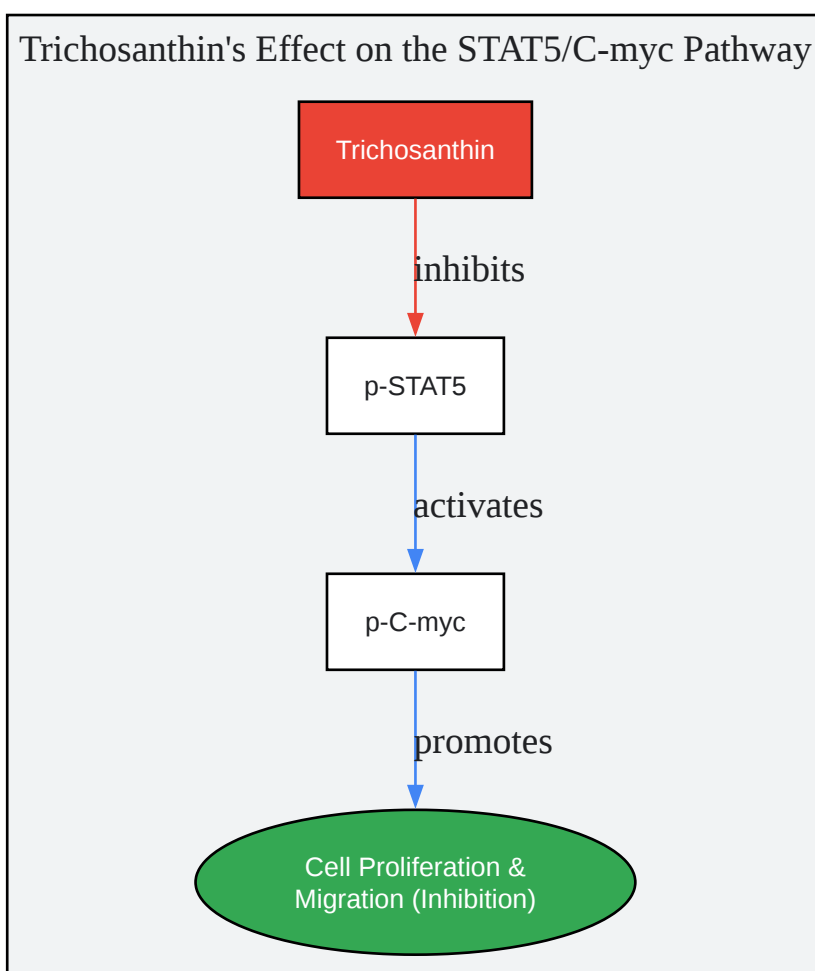 Trichosanthin's Effect on the STAT5/C-myc Pathway
Trichosanthin
inhibits
p-STAT5
activates
p-C-myc
promotes
Cell Proliferation &
Migration (Inhibition)